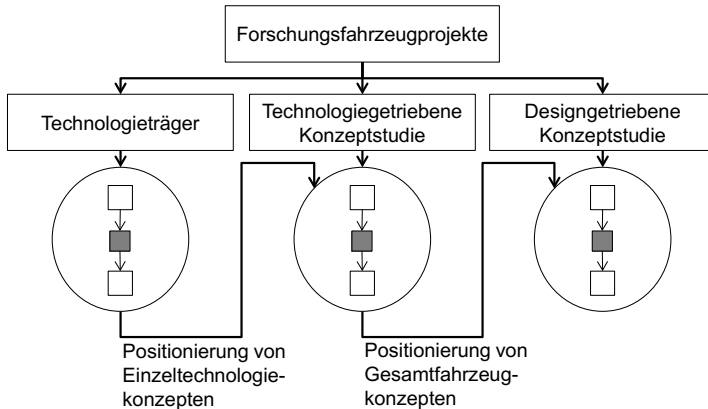 Forschungsfahrzeugprojekte
Technologieträger
Technologiegetriebene
Konzeptstudie
Designgetriebene
Konzeptstudie
Positionierung von
Einzeltechnologie-
konzepten
Positionierung von
Gesamtfahrzeug-
konzepten